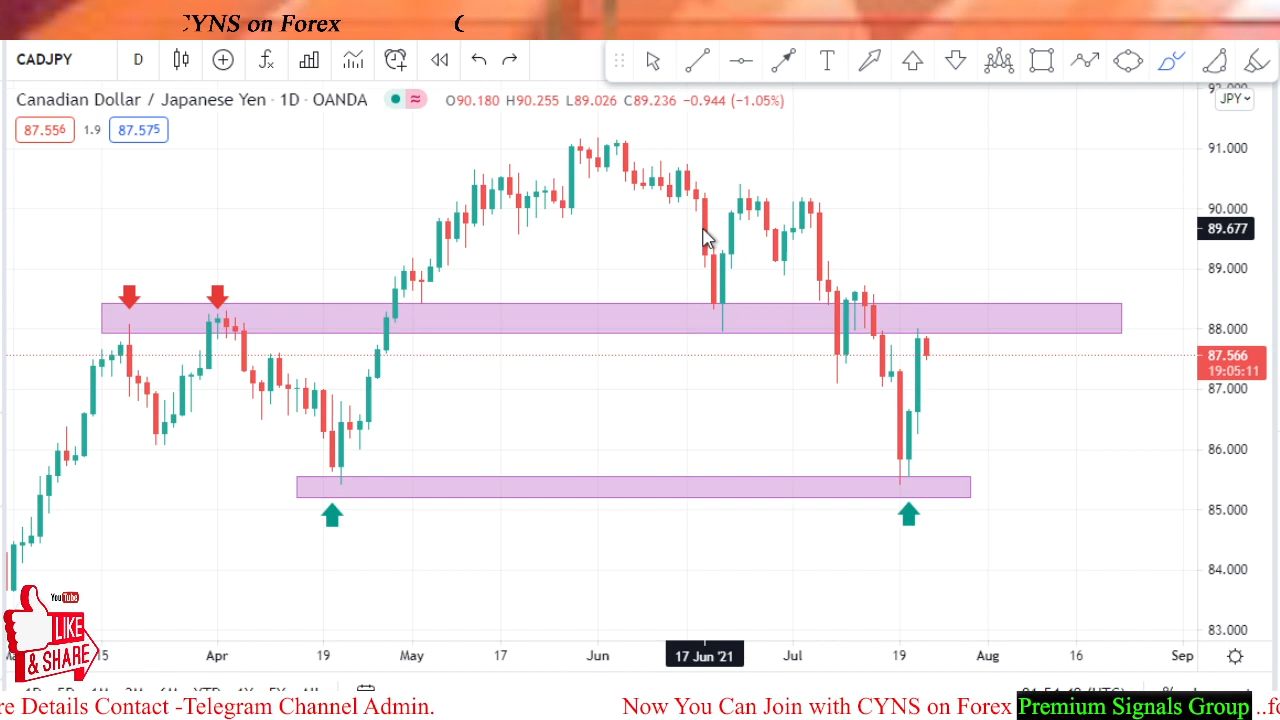 CYNS on Forex
CADJPY D
Canadian Dollar / Japanese Yen · 1D · OANDA O90.180 H90.255 L89.026 C89.236 −0.944 (−1.05%)
JPY
87.556 1.9 87.575
91.000
90.000
89.677
89.000
88.000
87.566
19:05:11
87.000
86.000
85.000
84.000
83.000
YouTube
LIKE
& SHARE
15 Apr 19 May 17 Jun 17 Jun '21 Jul 19 Aug 16 Sep
re Details Contact -Telegram Channel Admin. Now You Can Join with CYNS on Forex Premium Signals Group ..fo